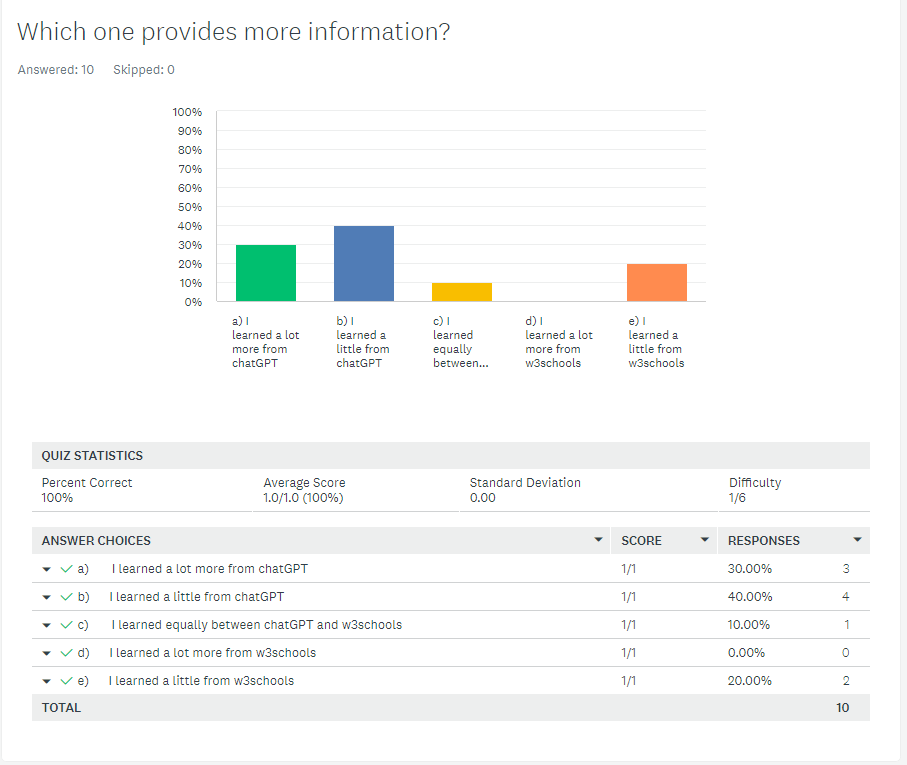 Which one provides more information?
Answered: 10 Skipped: 0
100%
90%
80%
70%
60%
50%
40%
30%
20%
10%
0%
a) I
learned a lot
more from
chatGPT
b) I
learned a
little from
chatGPT
c) I
learned
equally
between...
d) I
learned a lot
more from
w3schools
e) I
learned a
little from
w3schools
QUIZ STATISTICS
Percent Correct Average Score Standard Deviation Difficulty
100% 1.0/1.0 (100%) 0.00 1/6
ANSWER CHOICES SCORE RESPONSES
a) I learned a lot more from chatGPT 1/1 30.00% 3
b) I learned a little from chatGPT 1/1 40.00% 4
c) I learned equally between chatGPT and w3schools 1/1 10.00% 1
d) I learned a lot more from w3schools 1/1 0.00% 0
e) I learned a little from w3schools 1/1 20.00% 2
TOTAL 10